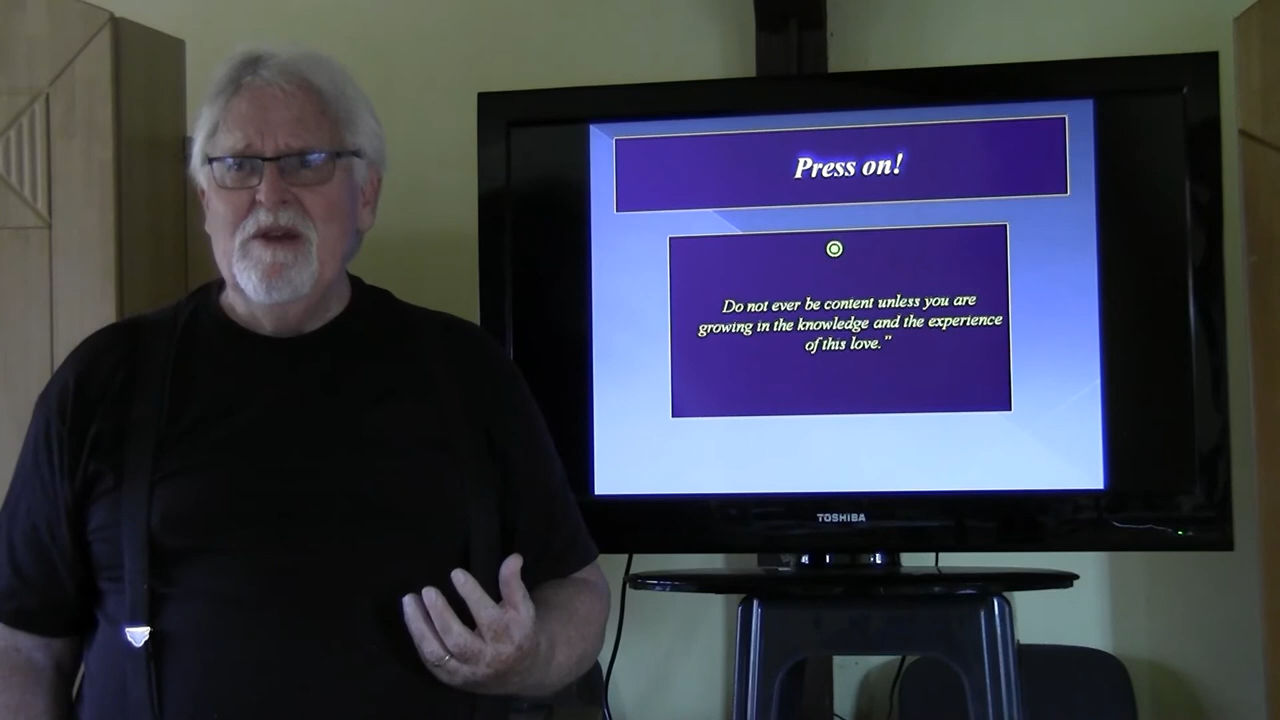 Press on!
Do not ever be content unless you are
growing in the knowledge and the experience
of this love."
TOSHIBA